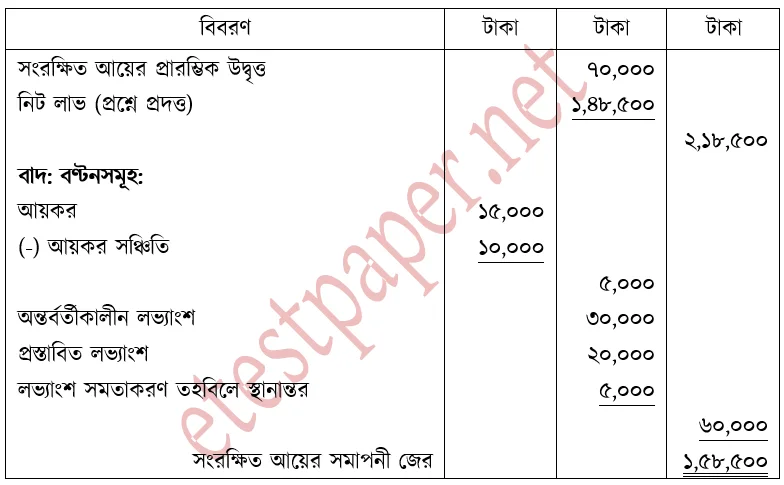 বিবরণ টাকা টাকা টাকা
সংরক্ষিত আয়ের প্রারম্ভিক উদ্বৃত্ত ৭০,০০০
নিট লাভ (প্রশ্নে প্রদত্ত) ১,৪৮,৫০০
২,১৮,৫০০
বাদ: বণ্টনসমূহ:
আয়কর ১৫,০০০
(-) আয়কর সঞ্চিতি ১০,০০০
৫,০০০
অন্তর্বর্তীকালীন লভ্যাংশ ৩০,০০০
প্রস্তাবিত লভ্যাংশ ২০,০০০
লভ্যাংশ সমতাকরণ তহবিলে স্থানান্তর ৫,০০০
৬০,০০০
সংরক্ষিত আয়ের সমাপনী জের ১,৫৮,৫০০
etestpaper.net